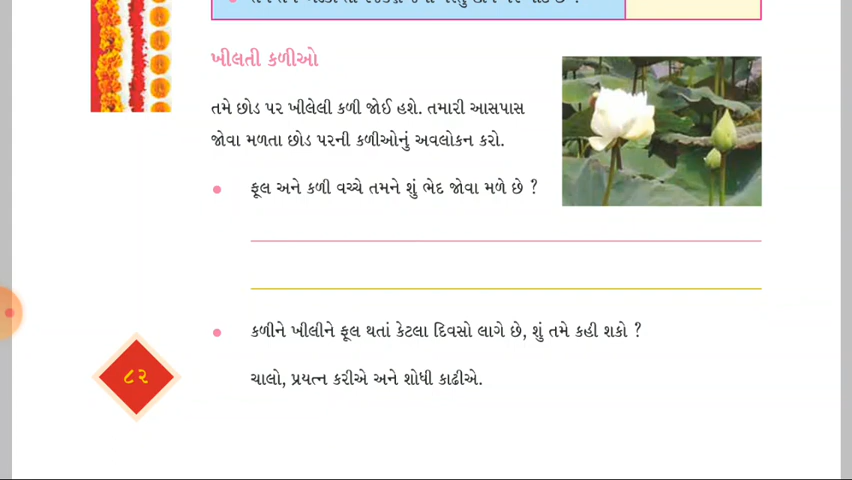 ખીલતી કળીઓ
તમે છોડ પર ખીલેલી કળી જોઈ હશે. તમારી આસપાસ
જોવા મળતા છોડ પરની કળીઓનું અવલોકન કરો.
ફૂલ અને કળી વચ્ચે તમને શું ભેદ જોવા મળે છે ?
કળીને ખીલીને ફૂલ થતાં કેટલા દિવસો લાગે છે, શું તમે કહી શકો ?
ચાલો, પ્રયત્ન કરીએ અને શોધી કાઢીએ.
૮૨